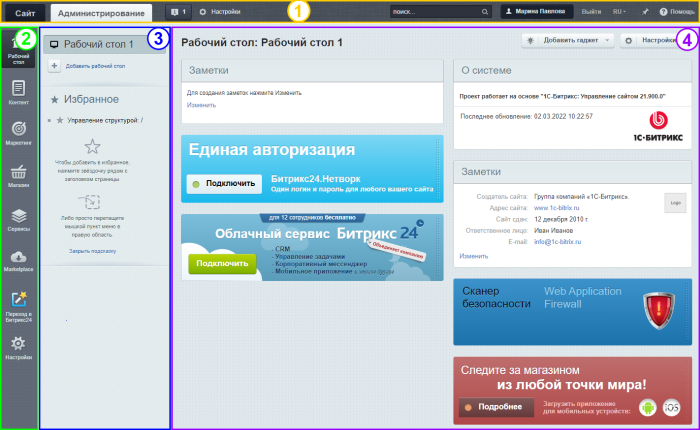 Сайт
Администрирование
1
Настройки
1
поиск...
Марина Павлова
Выйти
RU
Помощь
2
Рабочий стол
Контент
Маркетинг
Магазин
Сервисы
Marketplace
Переход в Битрикс24
Настройки
3
Рабочий стол 1
Добавить рабочий стол
Избранное
Управление структурой: /
Чтобы добавить в избранное,
нажмите звёздочку рядом с
заголовком страницы.
Либо просто перетащите
мышкой пункт меню в
правую область.
Закрыть подсказку
Рабочий стол: Рабочий стол 1
Добавить гаджет
Настройки
4
Заметки
Для создания заметок нажмите Изменить
Изменить
Единая авторизация
Подключить
Битрикс24.Нетворк
Один логин и пароль для любого вашего сайта
для 12 сотрудников бесплатно
Облачный сервис Битрикс 24
Объединяет компанию
- CRM
- Управление задачами
- Корпоративный мессенджер
- Мобильное приложение
Подключить
О системе
Проект работает на основе "1С-Битрикс: Управление сайтом 21.900.0"
Последнее обновление: 02.03.2022 10:22:57
1С-БИТРИКС
Заметки
Создатель сайта: Группа компаний «1С-Битрикс».
Адрес сайта: www.1c-bitrix.ru
Сайт сдан: 12 декабря 2010 г.
Ответственное лицо: Иван Иванов
E-mail: info@1c-bitrix.ru
Logo
Изменить
Сканер безопасности
Web Application Firewall
Следите за магазином
из любой точки мира!
Подробнее
Загрузить приложение
для мобильных устройств:
iOS